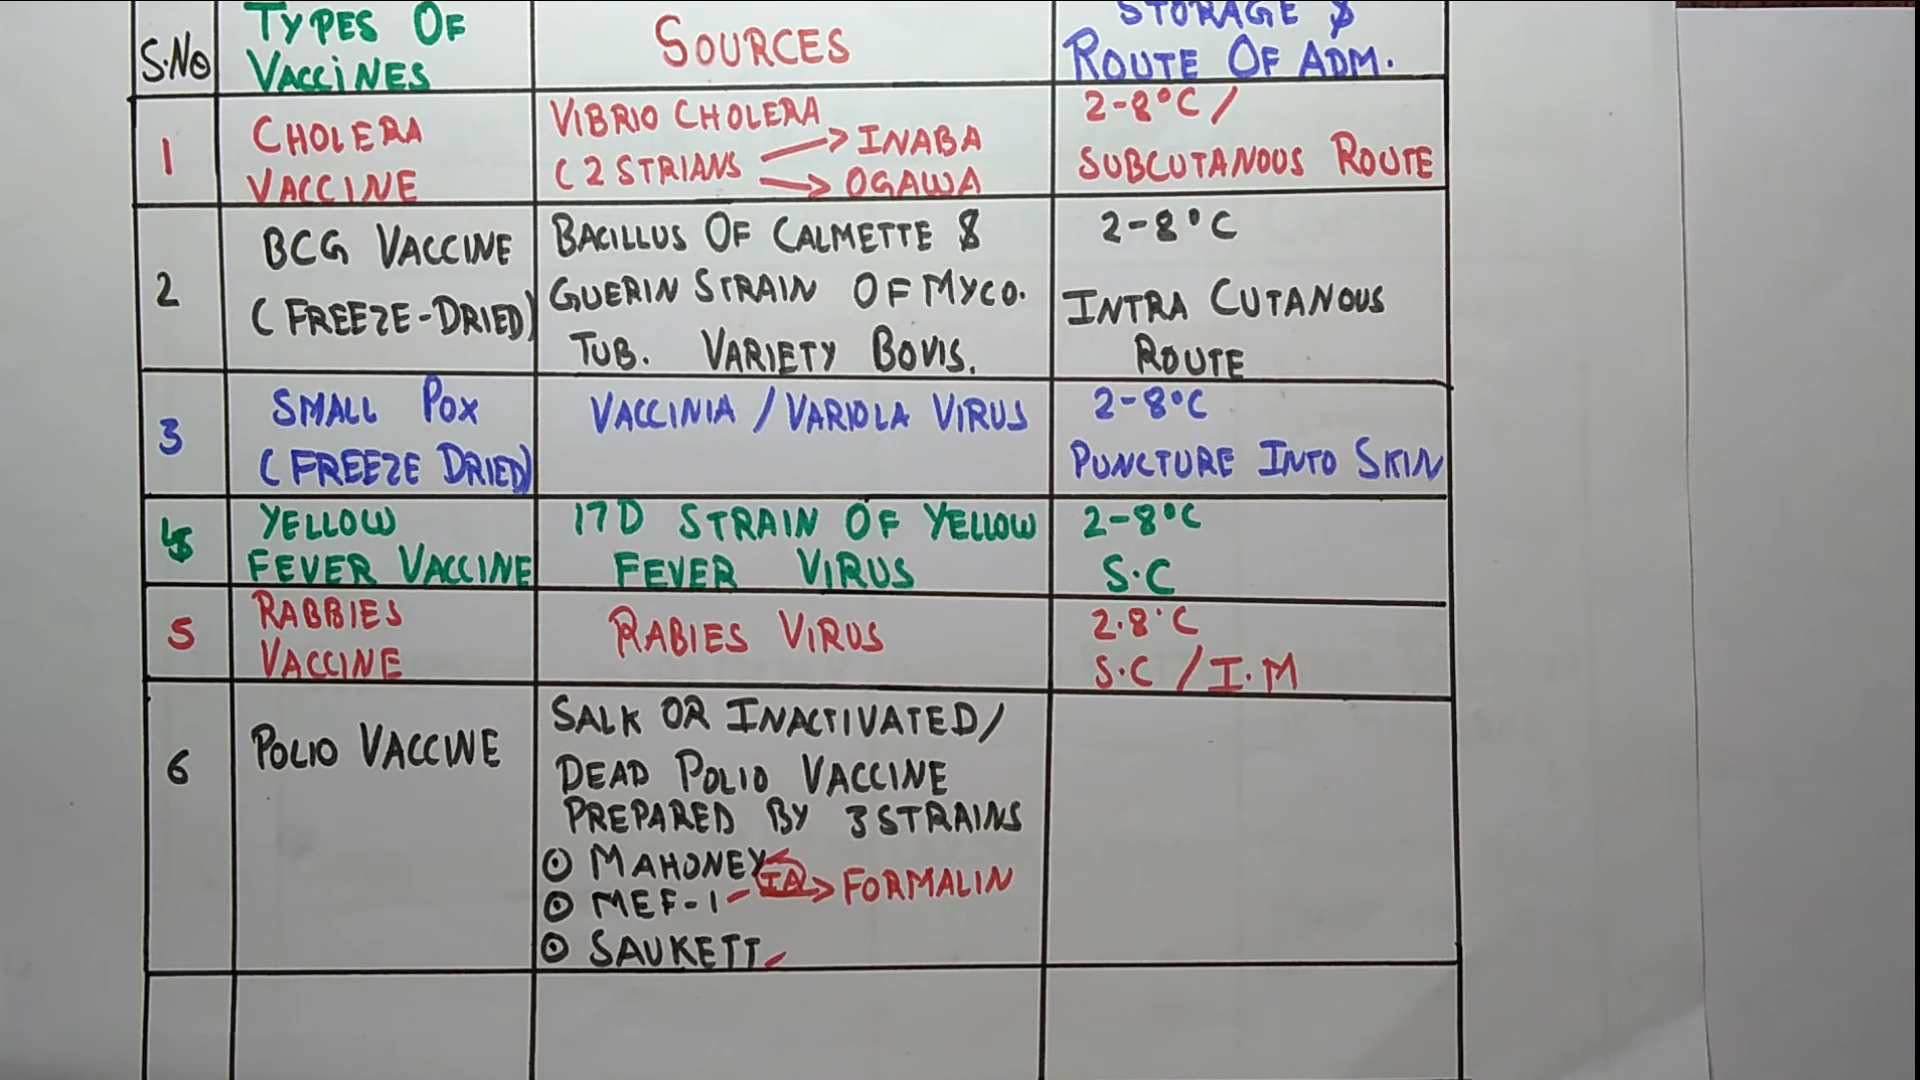 S.NO
TYPES OF
VACCINES
SOURCES
STORAGE &
ROUTE OF ADM.
1
CHOLERA
VACCINE
VIBRIO CHOLERA
( 2 STRIANS
INABA
OGAWA
2-8°C /
SUBCUTANOUS ROUTE
2
BCG VACCINE
( FREEZE-DRIED)
BACILLUS OF CALMETTE &
GUERIN STRAIN OF MYCO.
TUB. VARIETY BOVIS.
2-8°C
INTRA CUTANOUS
ROUTE
3
SMALL POX
( FREEZE DRIED)
VACCINIA / VARIOLA VIRUS
2-8°C
PUNCTURE INTO SKIN
4
YELLOW
FEVER VACCINE
17D STRAIN OF YELLOW
FEVER VIRUS
2-8°C
S.C
5
RABBIES
VACCINE
RABIES VIRUS
2.8°C
S.C / I.M
6
POLIO VACCINE
SALK OR INACTIVATED/
DEAD POLIO VACCINE
PREPARED BY 3 STRAINS
MAHONEY
MEF-1
IA
FORMALIN
SAUKETT